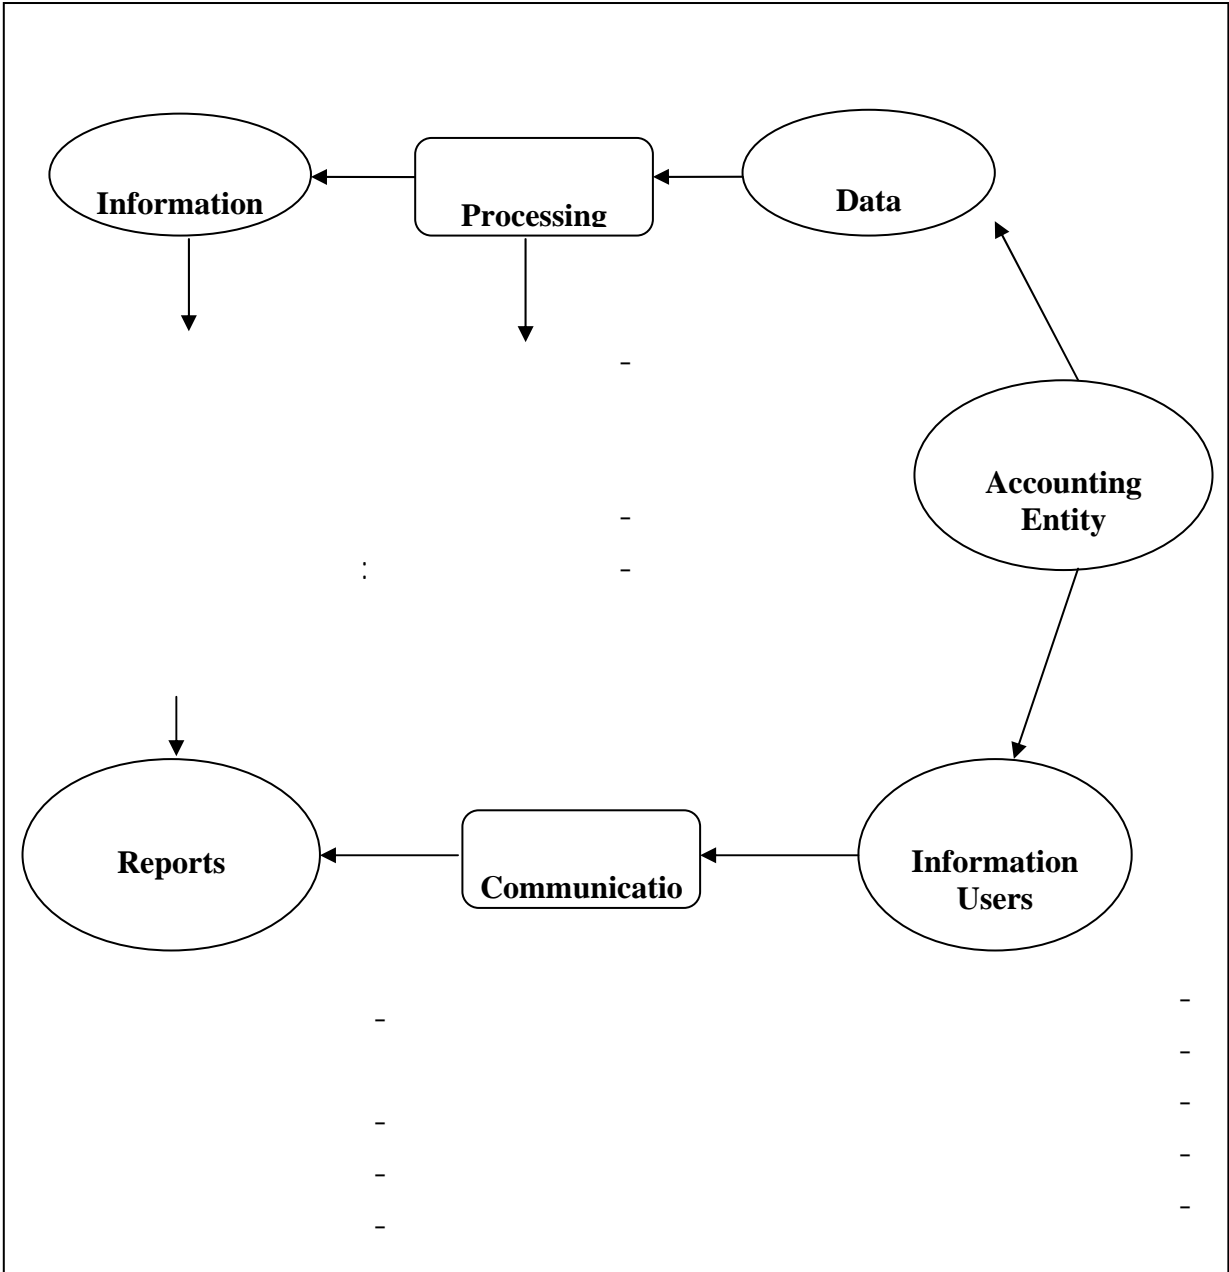 Information
Processing
Data
-
Accounting
Entity
-
:
-
Reports
Communicatio
Information
Users
-
-
-
-
-
-
-
-
-